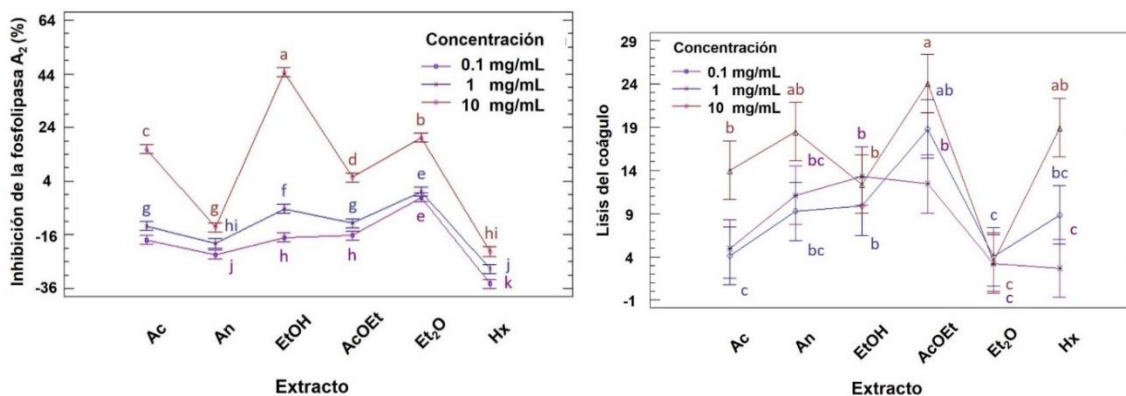 Inhibición de la fosfolipasa A2 (%)
64
44
24
4
-16
-36
Concentración
0.1 mg/mL
1 mg/mL
10 mg/mL
c
g
a
d
b
hi
g
hi
f
g
e
j
j
h
h
e
k
Ac
An
EtOH
AcOEt
Et2O
Hx
Extracto
Lisis del coágulo
29
24
19
14
9
4
-1
Concentración
0.1 mg/mL
1 mg/mL
10 mg/mL
b
ab
b
a
c
ab
bc
b
b
c
c
c
bc
b
ab
c
bc
Ac
An
EtOH
AcOEt
Et2O
Hx
Extracto